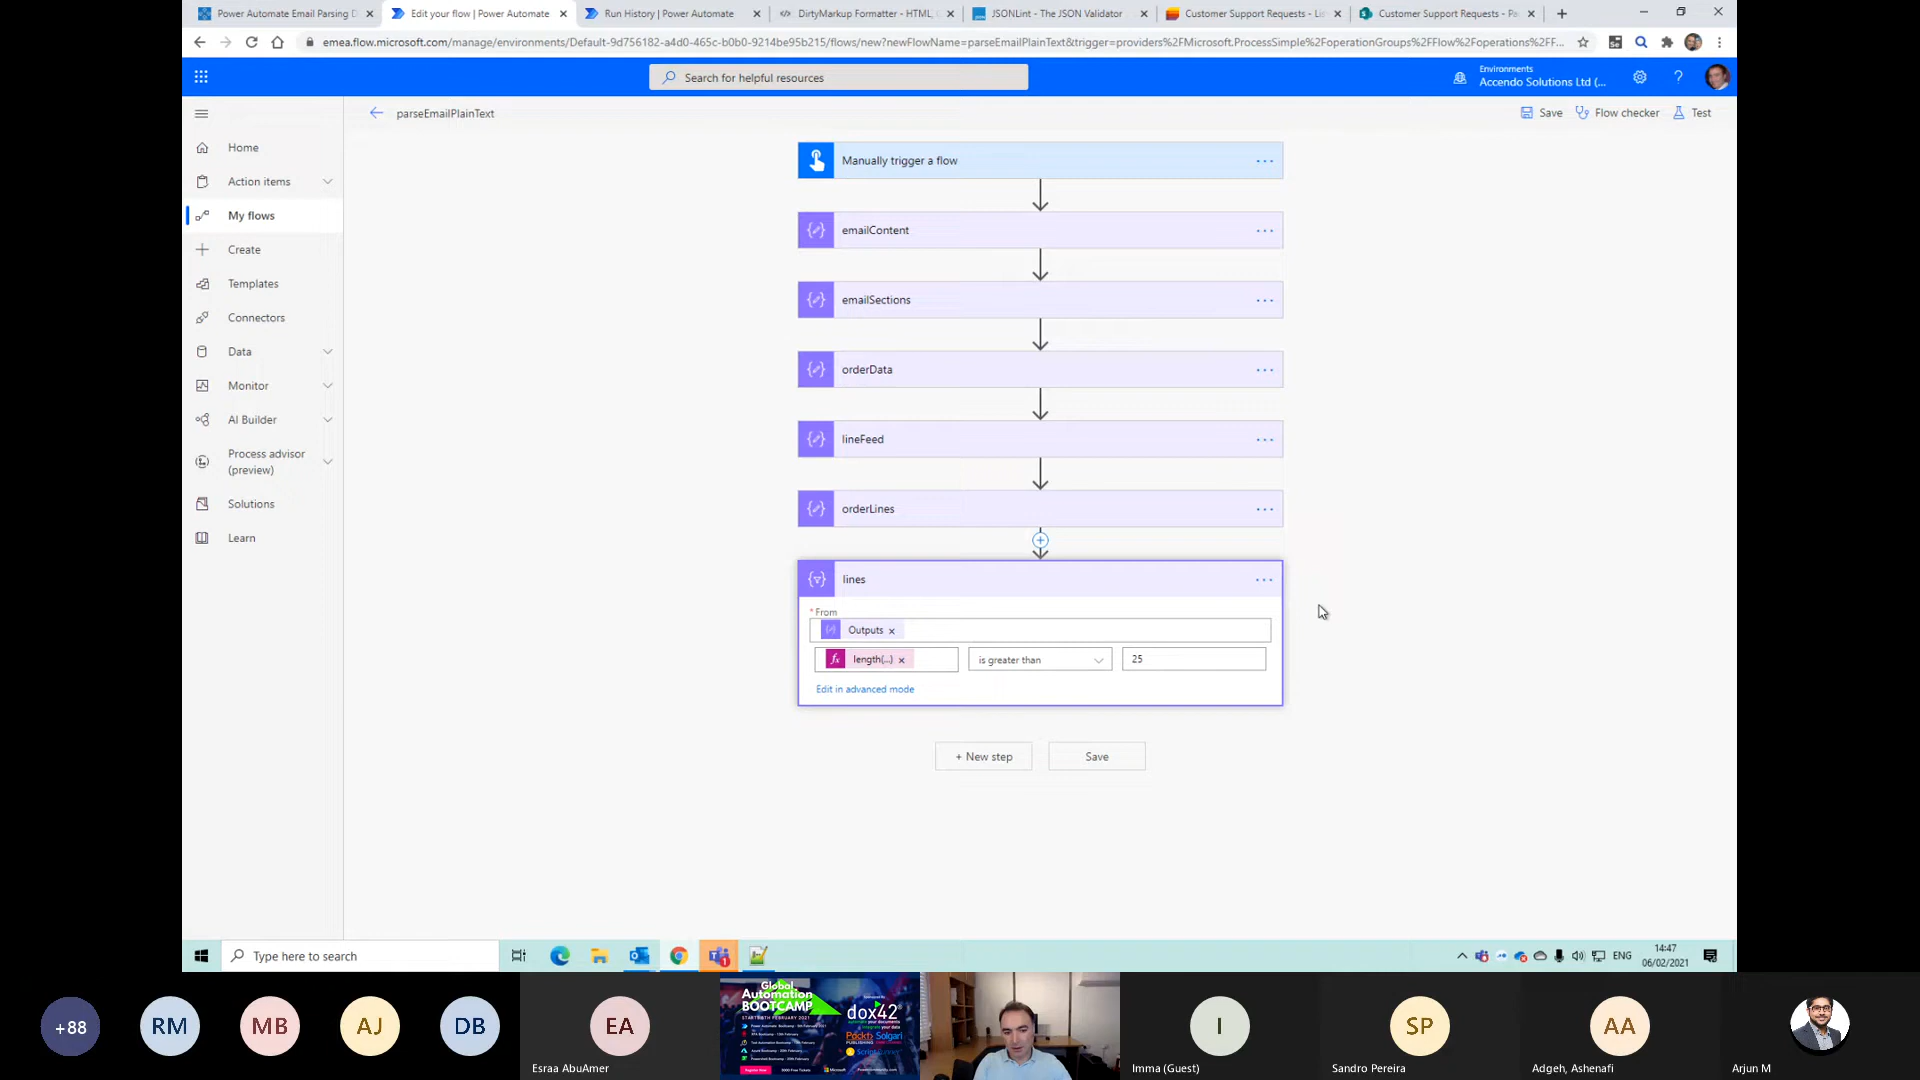 Power Automate Email Parsing D
Edit your flow | Power Automate
Run History | Power Automate
DirtyMarkup Formatter - HTML, C
JSONLint - The JSON Validator
Customer Support Requests - Li
Customer Support Requests - Pa
emea.flow.microsoft.com/manage/environments/Default-9d756182-a4d0-465c-b0b0-9214be95b215/flows/new?newFlowName=parseEmailPlainText&trigger=providers%2FMicrosoft.ProcessSimple%2FoperationGroups%2FFlow%2Foperations%2FF...
Search for helpful resources
Environments
Accendo Solutions Ltd (...
parseEmailPlainText
Save
Flow checker
Test
Home
Action items
My flows
Create
Templates
Connectors
Data
Monitor
AI Builder
Process advisor
(preview)
Solutions
Learn
Manually trigger a flow
emailContent
emailSections
orderData
lineFeed
orderLines
lines
* From
Outputs
length(...)
is greater than
25
Edit in advanced mode
+ New step
Save
Type here to search
ENG
14:47
06/02/2021
+88
RM
MB
AJ
DB
EA
Esraa AbuAmer
Global
Automation
BOOTCAMP
dox42
I
Imma (Guest)
SP
Sandro Pereira
AA
Adgeh, Ashenafi
Arjun M